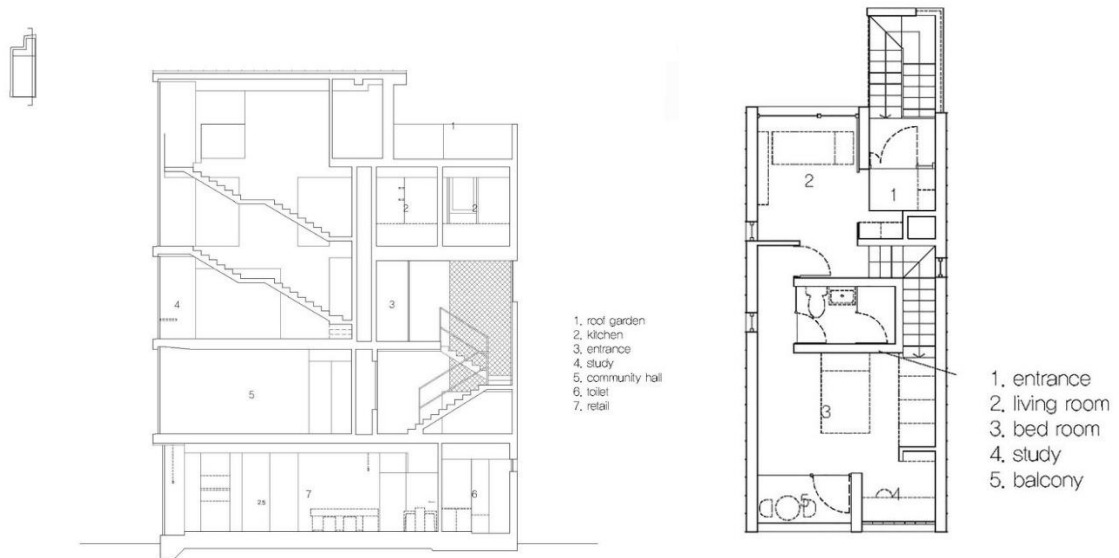 1
2
2
3
4
5
7
6
1. roof garden
2. kitchen
3. entrance
4. study
5. community hall
6. toilet
7. retail
2
1
3
5
4
1. entrance
2. living room
3. bed room
4. study
5. balcony